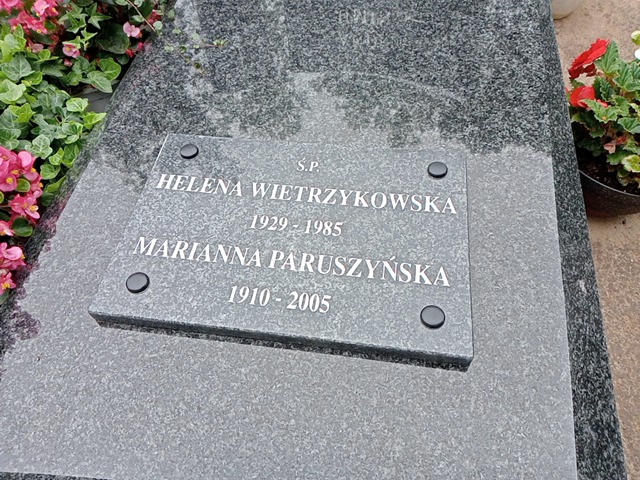 Ś.P.
HELENA WIETRZYKOWSKA
1929 - 1985
MARIANNA PARUSZYŃSKA
1910 - 2005